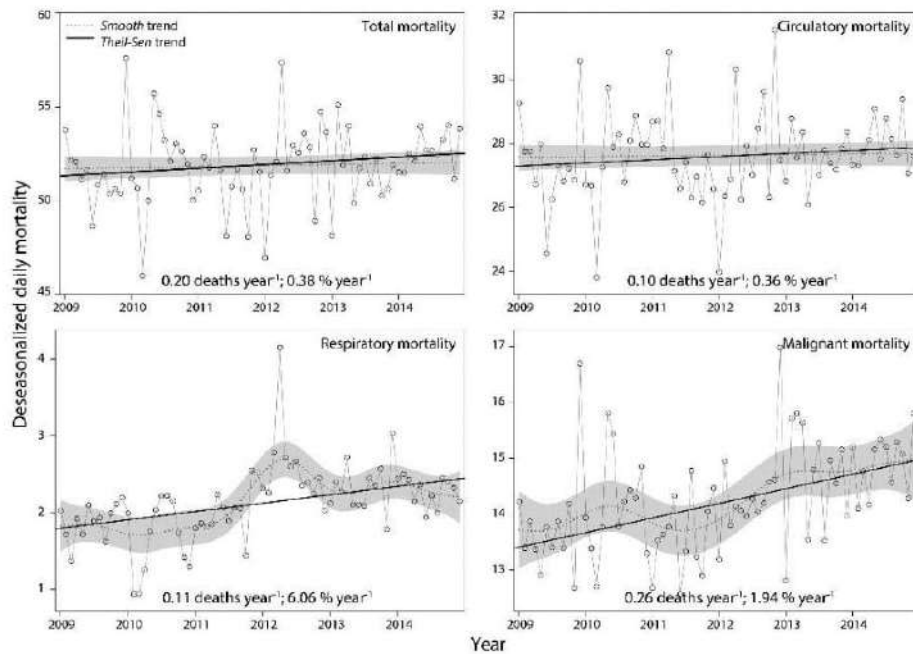 Smooth trend
Theil-Sen trend
Total mortality
60
55
50
45
0.20 deaths year⁻¹; 0.38 % year⁻¹
2009 2010 2011 2012 2013 2014
Circulatory mortality
32
30
28
26
24
0.10 deaths year⁻¹; 0.36 % year⁻¹
2009 2010 2011 2012 2013 2014
Deseasonalized daily mortality
Respiratory mortality
4
3
2
1
0.11 deaths year⁻¹; 6.06 % year⁻¹
2009 2010 2011 2012 2013 2014
Malignant mortality
17
16
15
14
13
0.26 deaths year⁻¹; 1.94 % year⁻¹
2009 2010 2011 2012 2013 2014
Year